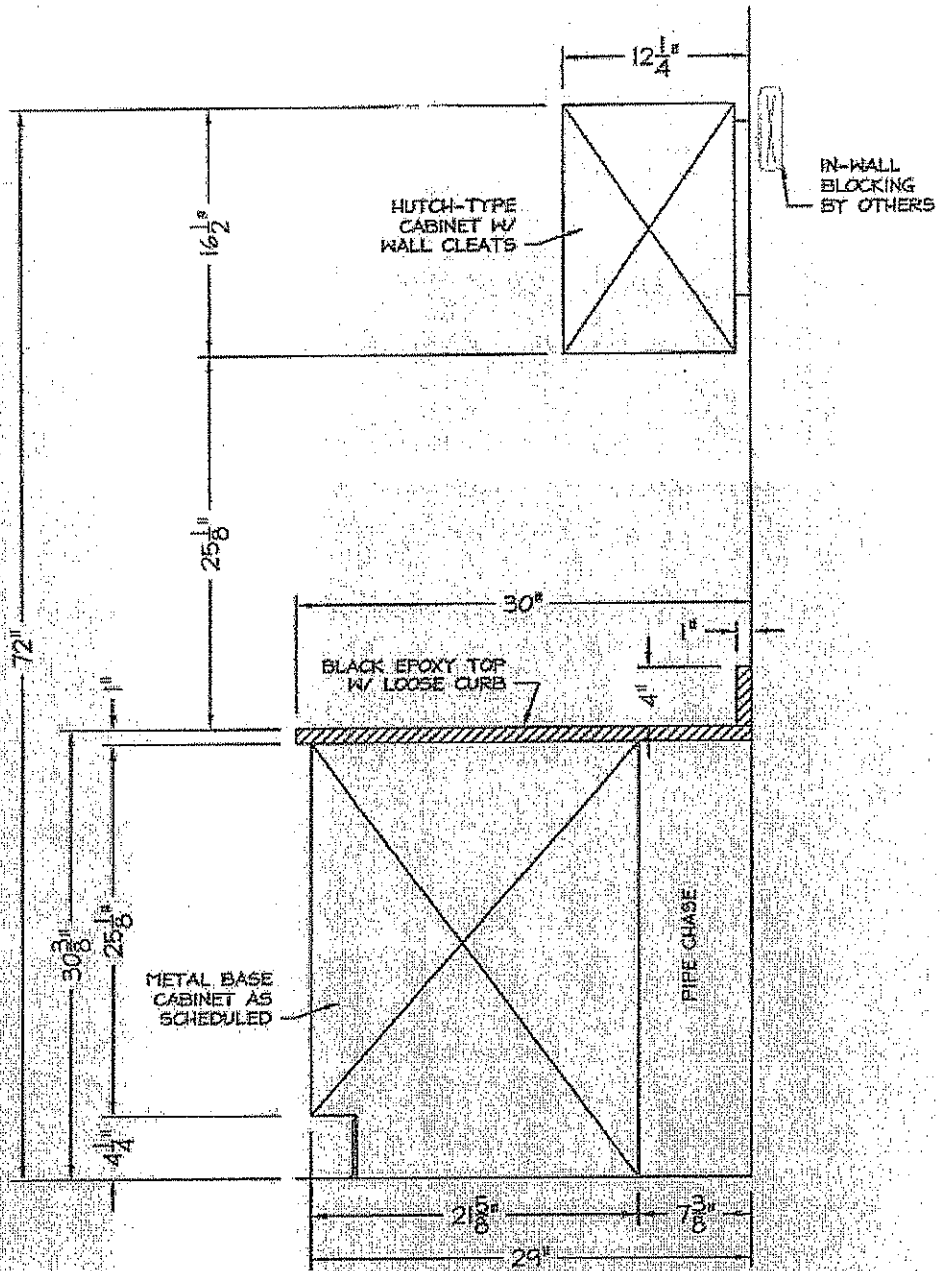 12 1/4"
IN-WALL
BLOCKING
BY OTHERS
HUTCH-TYPE
CABINET W/
WALL CLEATS
16 1/2"
25 1/8"
72"
30"
1"
BLACK EPOXY TOP
W/ LOOSE CURB
4"
1"
30 3/8"
25 1/8"
METAL BASE
CABINET AS
SCHEDULED
PIPE CHASE
4 1/4"
21 5/8"
7 3/8"
29"